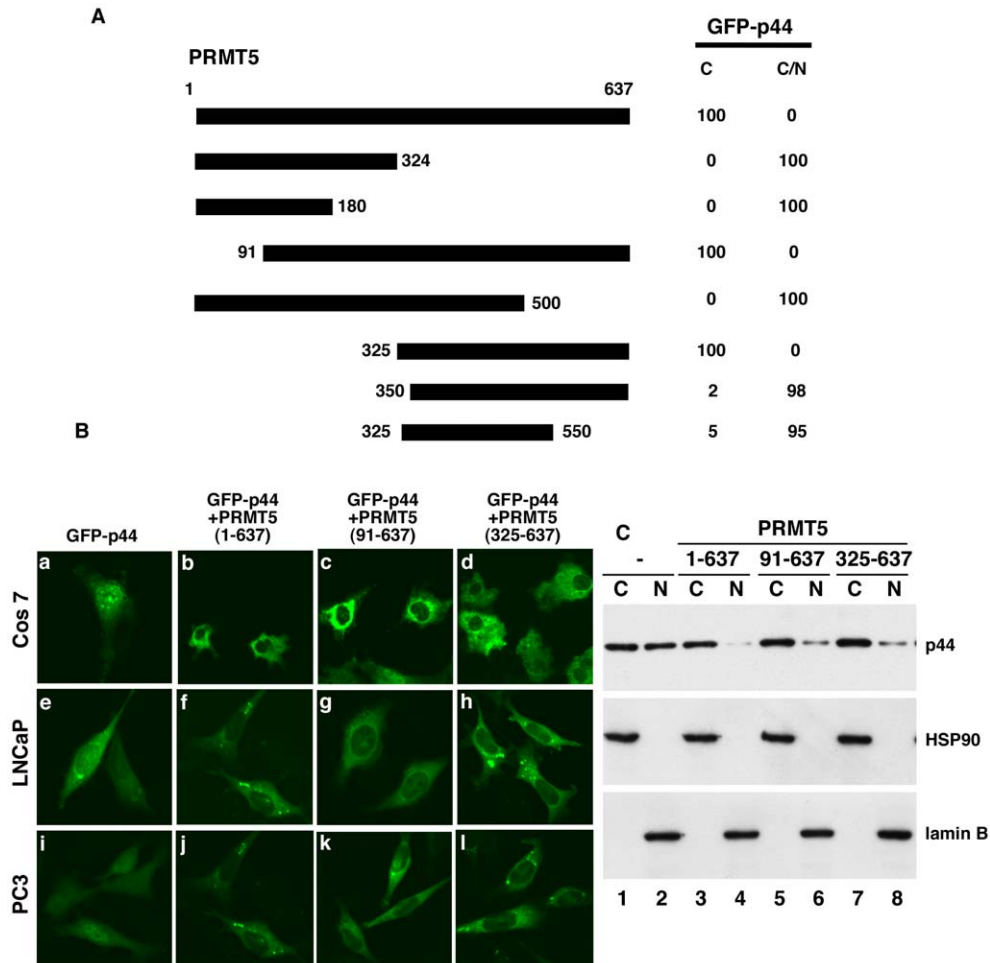 A
GFP-p44
PRMT5
C C/N
1 637
100 0
324 0 100
180 0 100
91 100 0
500 0 100
325 100 0
350 2 98
325 550 5 95
B
GFP-p44
GFP-p44
+PRMT5
(1-637)
GFP-p44
+PRMT5
(91-637)
GFP-p44
+PRMT5
(325-637)
Cos 7
a b c d
LNCaP
e f g h
PC3
i j k l
C
PRMT5
- 1-637 91-637 325-637
C N C N C N C N
p44
HSP90
lamin B
1 2 3 4 5 6 7 8